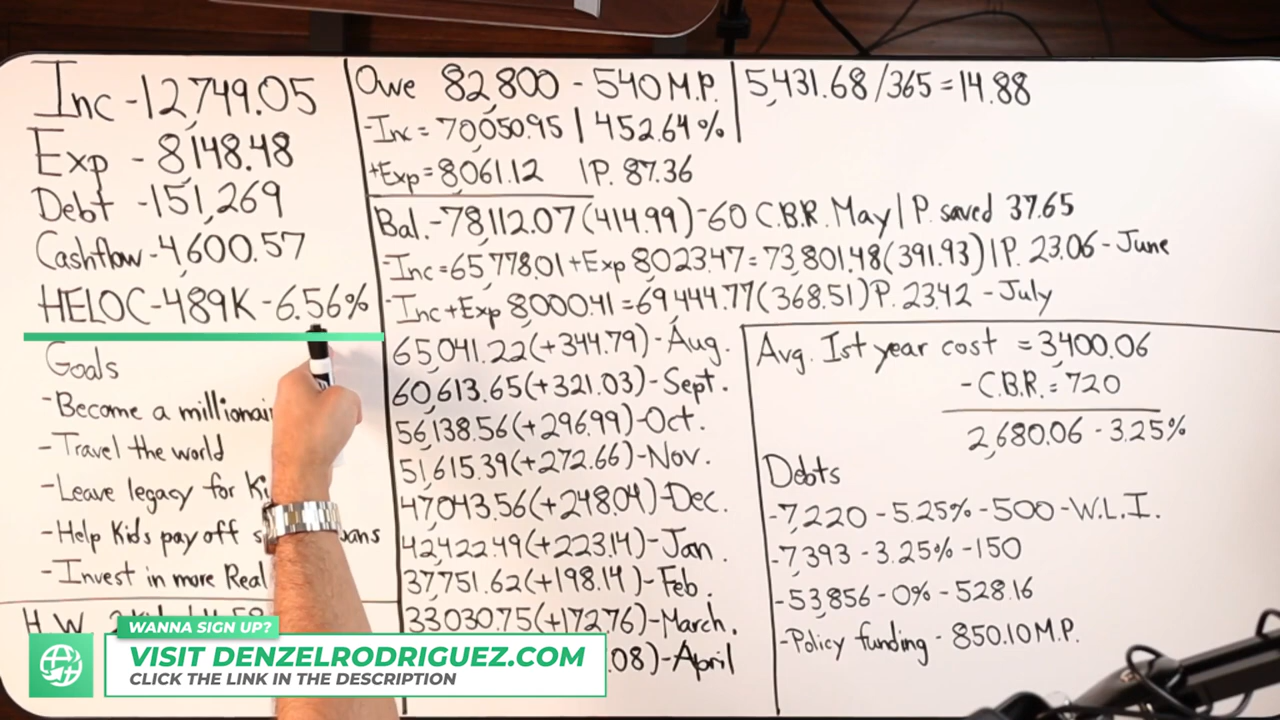 Inc - 12,749.05
Exp - 8148.48
Debt - 151,269
Cashflow - 4,600.57
HELOC - 489K - 6.56%
Goals
- Become a millionai
- Travel the world
- Leave legacy for Ki
- Help Kids pay off s ans
- Invest in more Real
H.W.
Owe 82,800 - 540 M.P.
- Inc = 70,050.95 | 452.64%
+Exp = 8061.12 | P. 87.36
5,431.68/365 = 14.88
Bal. - 78,112.07 (414.99) - 60 C.B.R. May | P. saved 37.65
- Inc = 65,778.01 + Exp 8,023.47 = 73,801.48 (391.93) | P. 23.06 - June
- Inc + Exp 8,000.41 = 69,444.77 (368.51) P. 23.42 - July
65,041.22 (+344.79) - Aug.
60,613.65 (+321.03) - Sept.
56,138.56 (+296.99) - Oct.
51,615.39 (+272.66) - Nov.
47,043.56 (+248.04) - Dec.
42,422.49 (+223.14) - Jan.
37,751.62 (+198.14) - Feb.
33,030.75 (+172.76) - March.
.08) - April
Avg. 1st year cost = 3,400.06
- C.B.R. = 720
2,680.06 - 3.25%
Debts
- 7,220 - 5.25% - 500 - W.L.I.
- 7,393 - 3.25% - 150
- 53,856 - 0% - 528.16
- Policy funding - 850.10 M.P.
WANNA SIGN UP?
VISIT DENZELRODRIGUEZ.COM
CLICK THE LINK IN THE DESCRIPTION